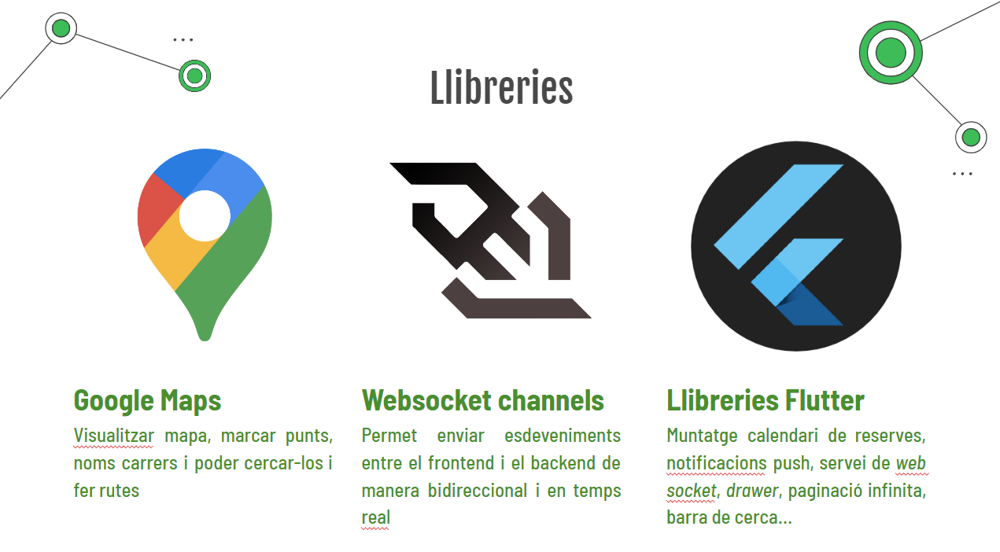 Llibreries
Google Maps
Visualitzar mapa, marcar punts,
noms carrers i poder cercar-los i
fer rutes
Websocket channels
Permet enviar esdeveniments
entre el frontend i el backend de
manera bidireccional i en temps
real
Llibreries Flutter
Muntatge calendari de reserves,
notificacions push, servei de web
socket, drawer, paginació infinita,
barra de cerca...